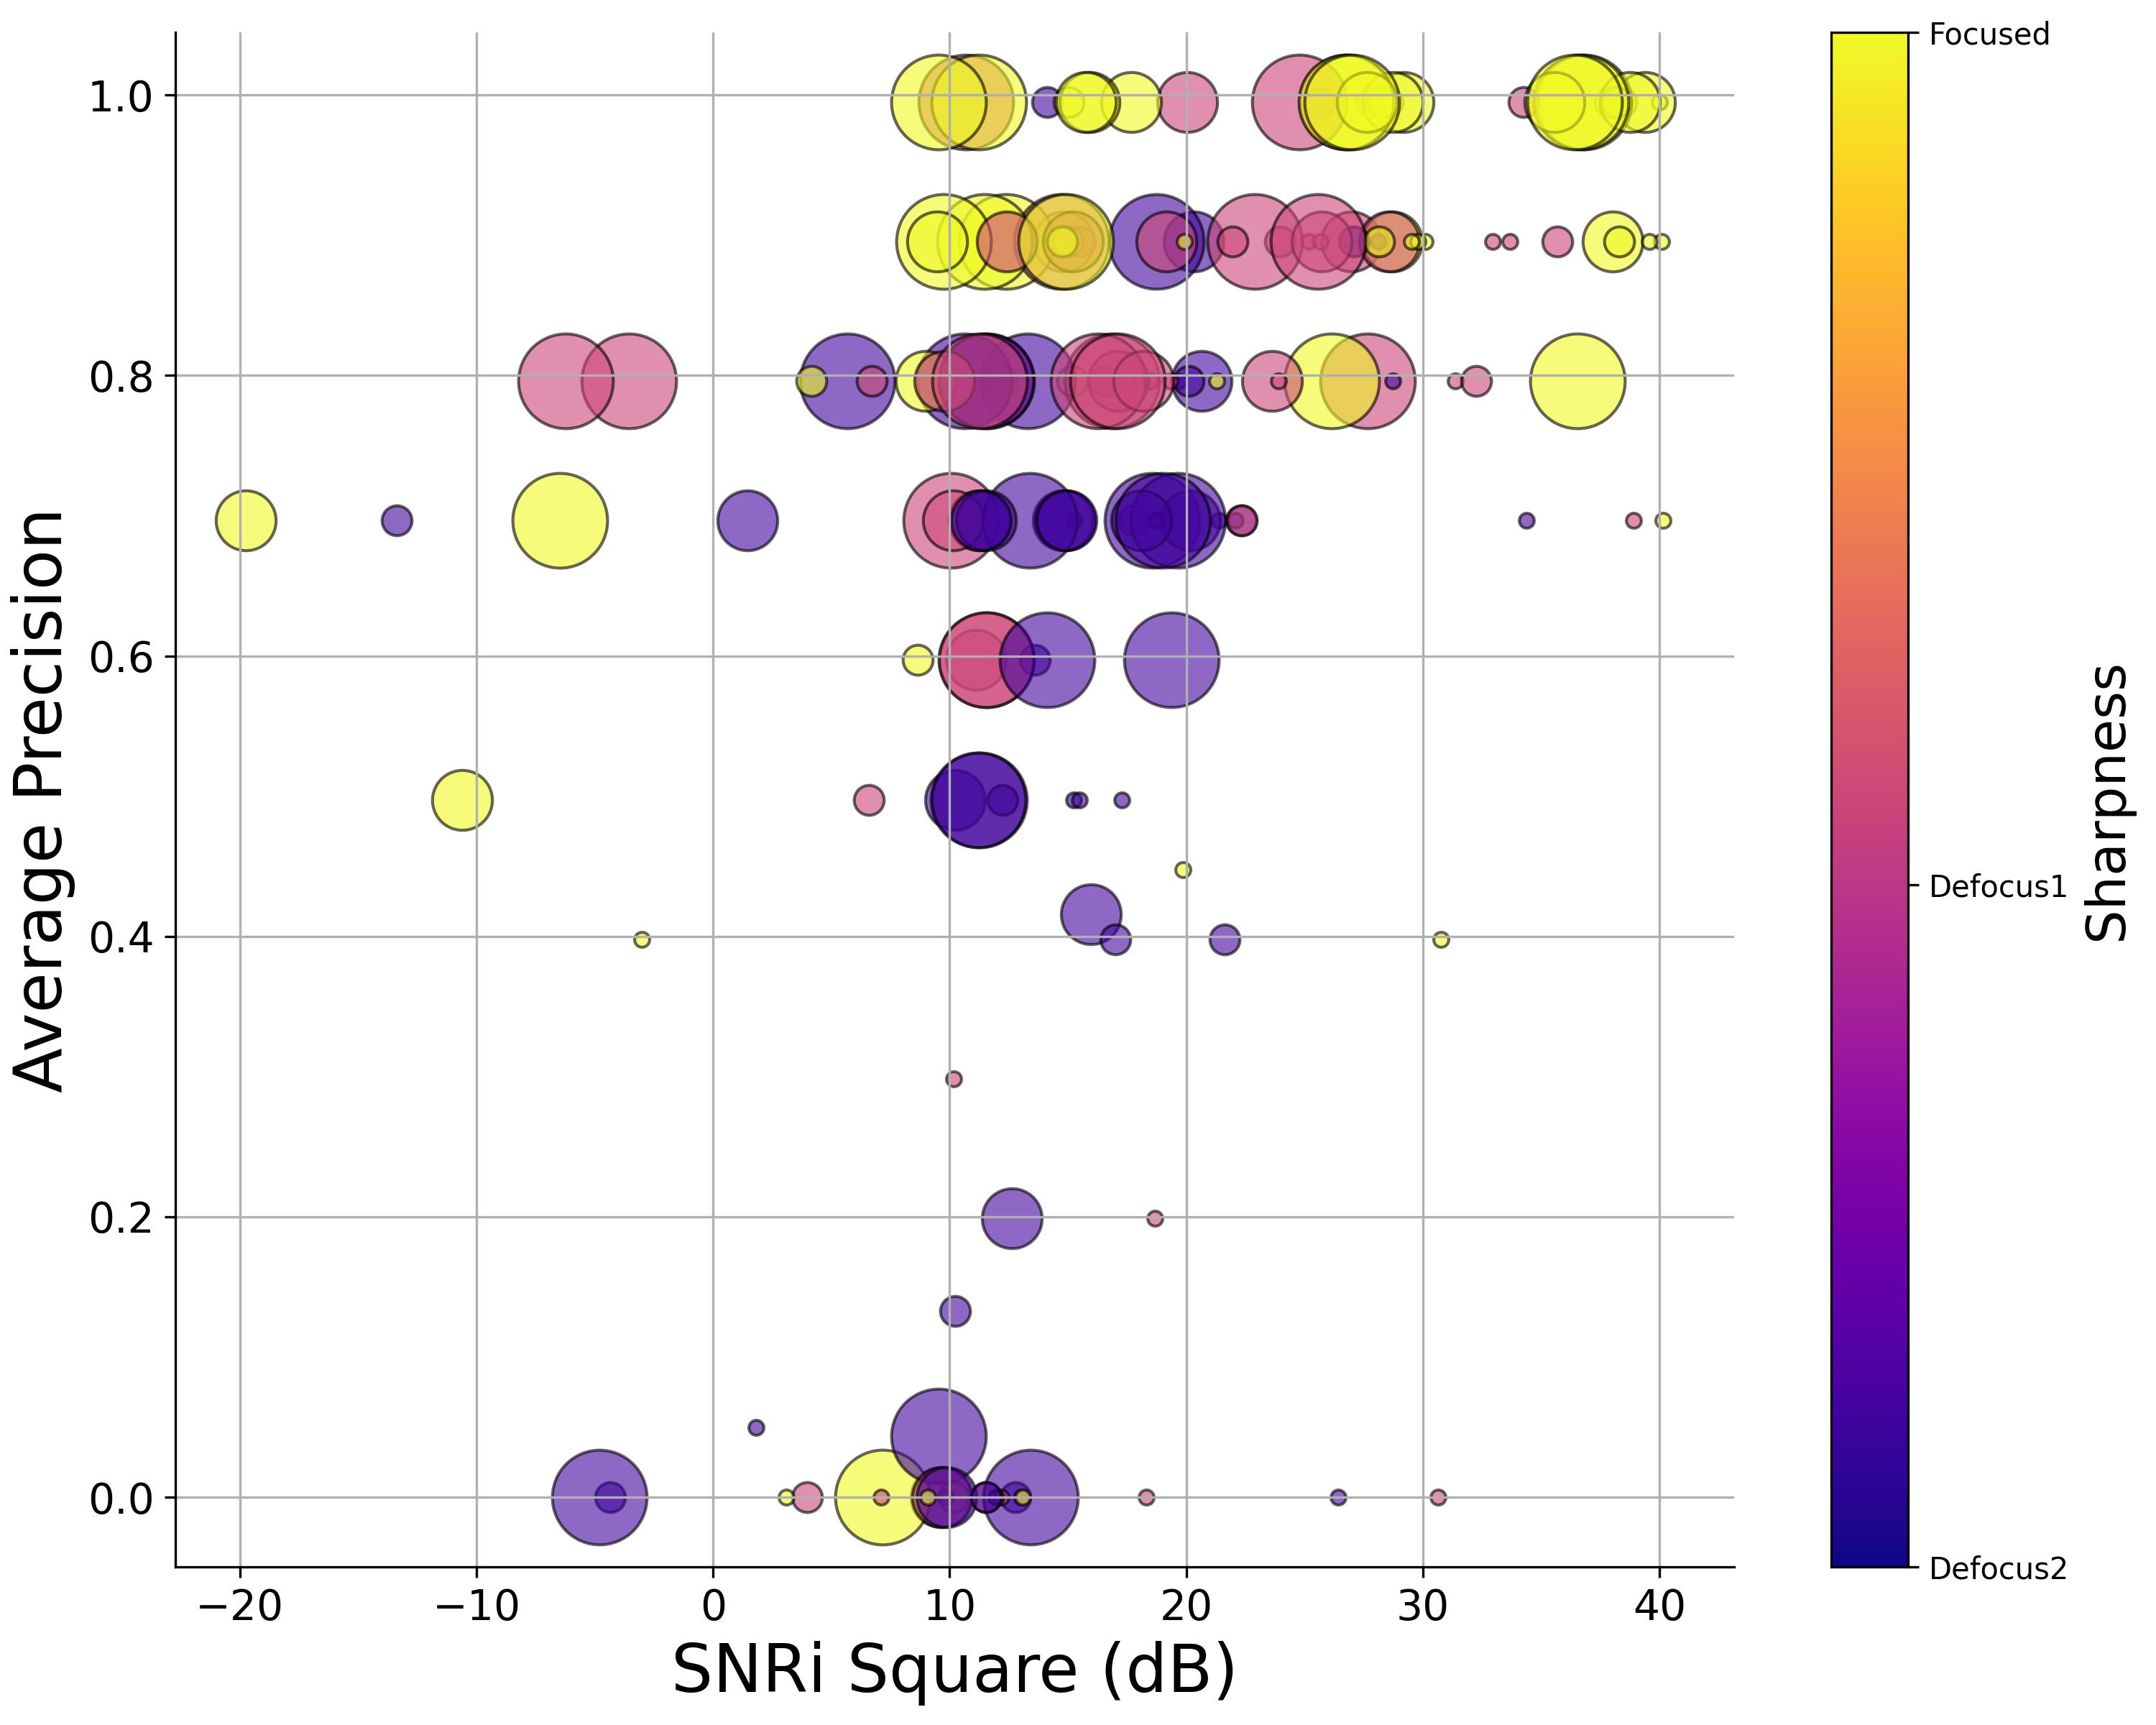 Average Precision
1.0
0.8
0.6
0.4
0.2
0.0
−20
−10
0
10
20
30
40
SNRi Square (dB)
Focused
Defocus1
Defocus2
Sharpness